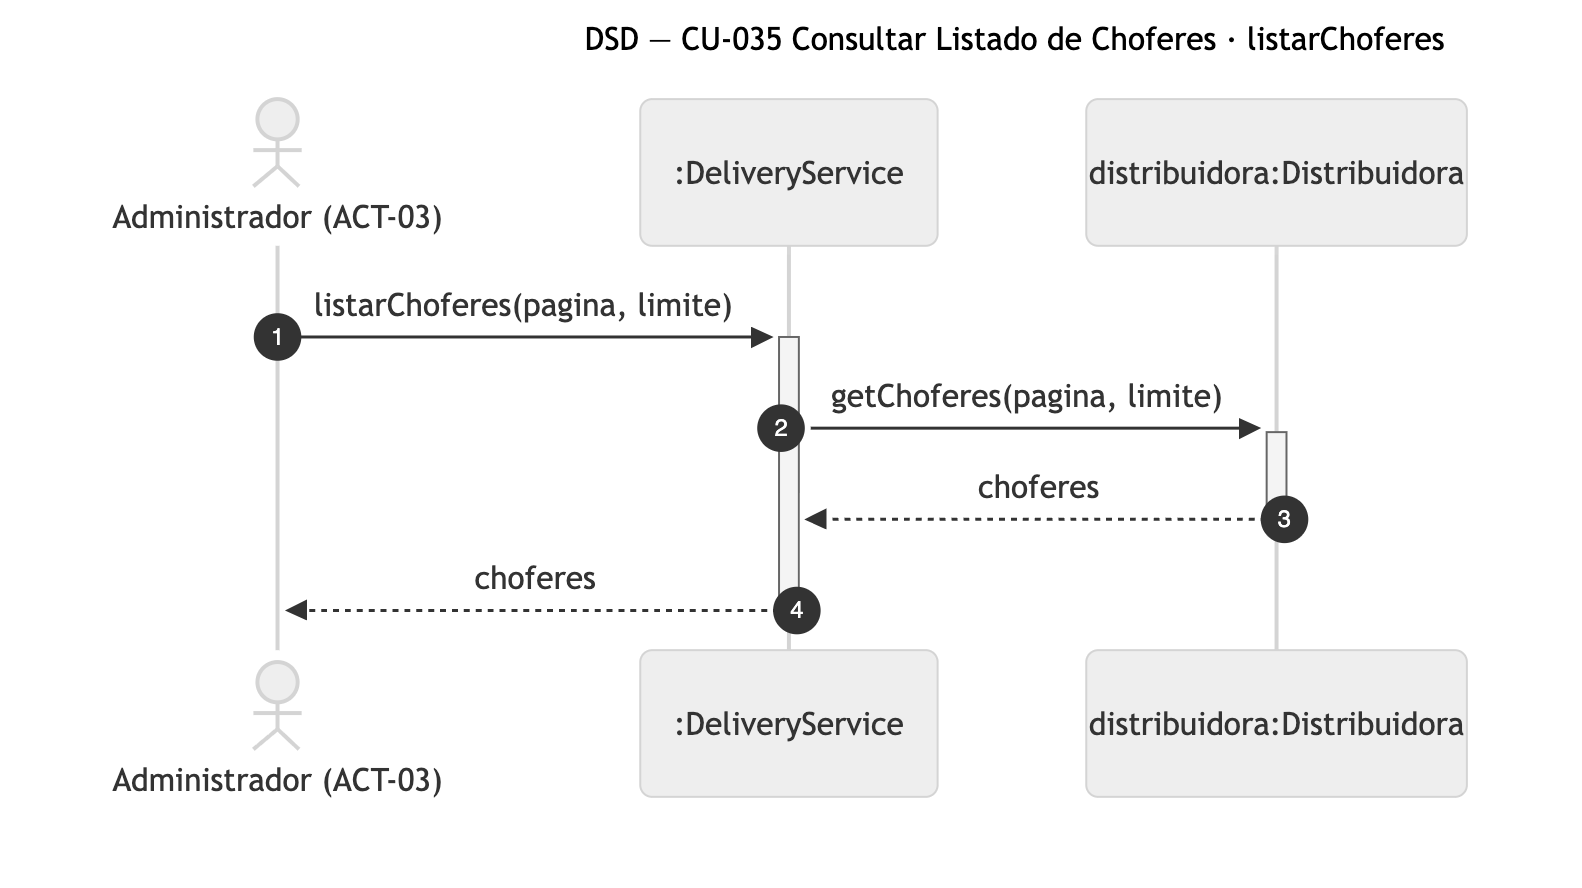 DSD — CU-035 Consultar Listado de Choferes · listarChoferes
Administrador (ACT-03)
:DeliveryService
distribuidora:Distribuidora
listarChoferes(pagina, limite)
1
getChoferes(pagina, limite)
2
choferes
3
choferes
4
Administrador (ACT-03)
:DeliveryService
distribuidora:Distribuidora